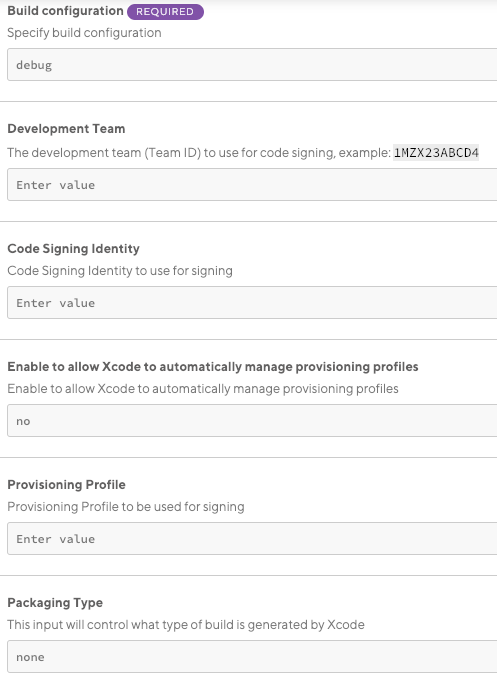 Build configuration REQUIRED
Specify build configuration
debug
Development Team
The development team (Team ID) to use for code signing, example: 1MZX23ABCD4
Enter value
Code Signing Identity
Code Signing Identity to use for signing
Enter value
Enable to allow Xcode to automatically manage provisioning profiles
Enable to allow Xcode to automatically manage provisioning profiles
no
Provisioning Profile
Provisioning Profile to be used for signing
Enter value
Packaging Type
This input will control what type of build is generated by Xcode
none